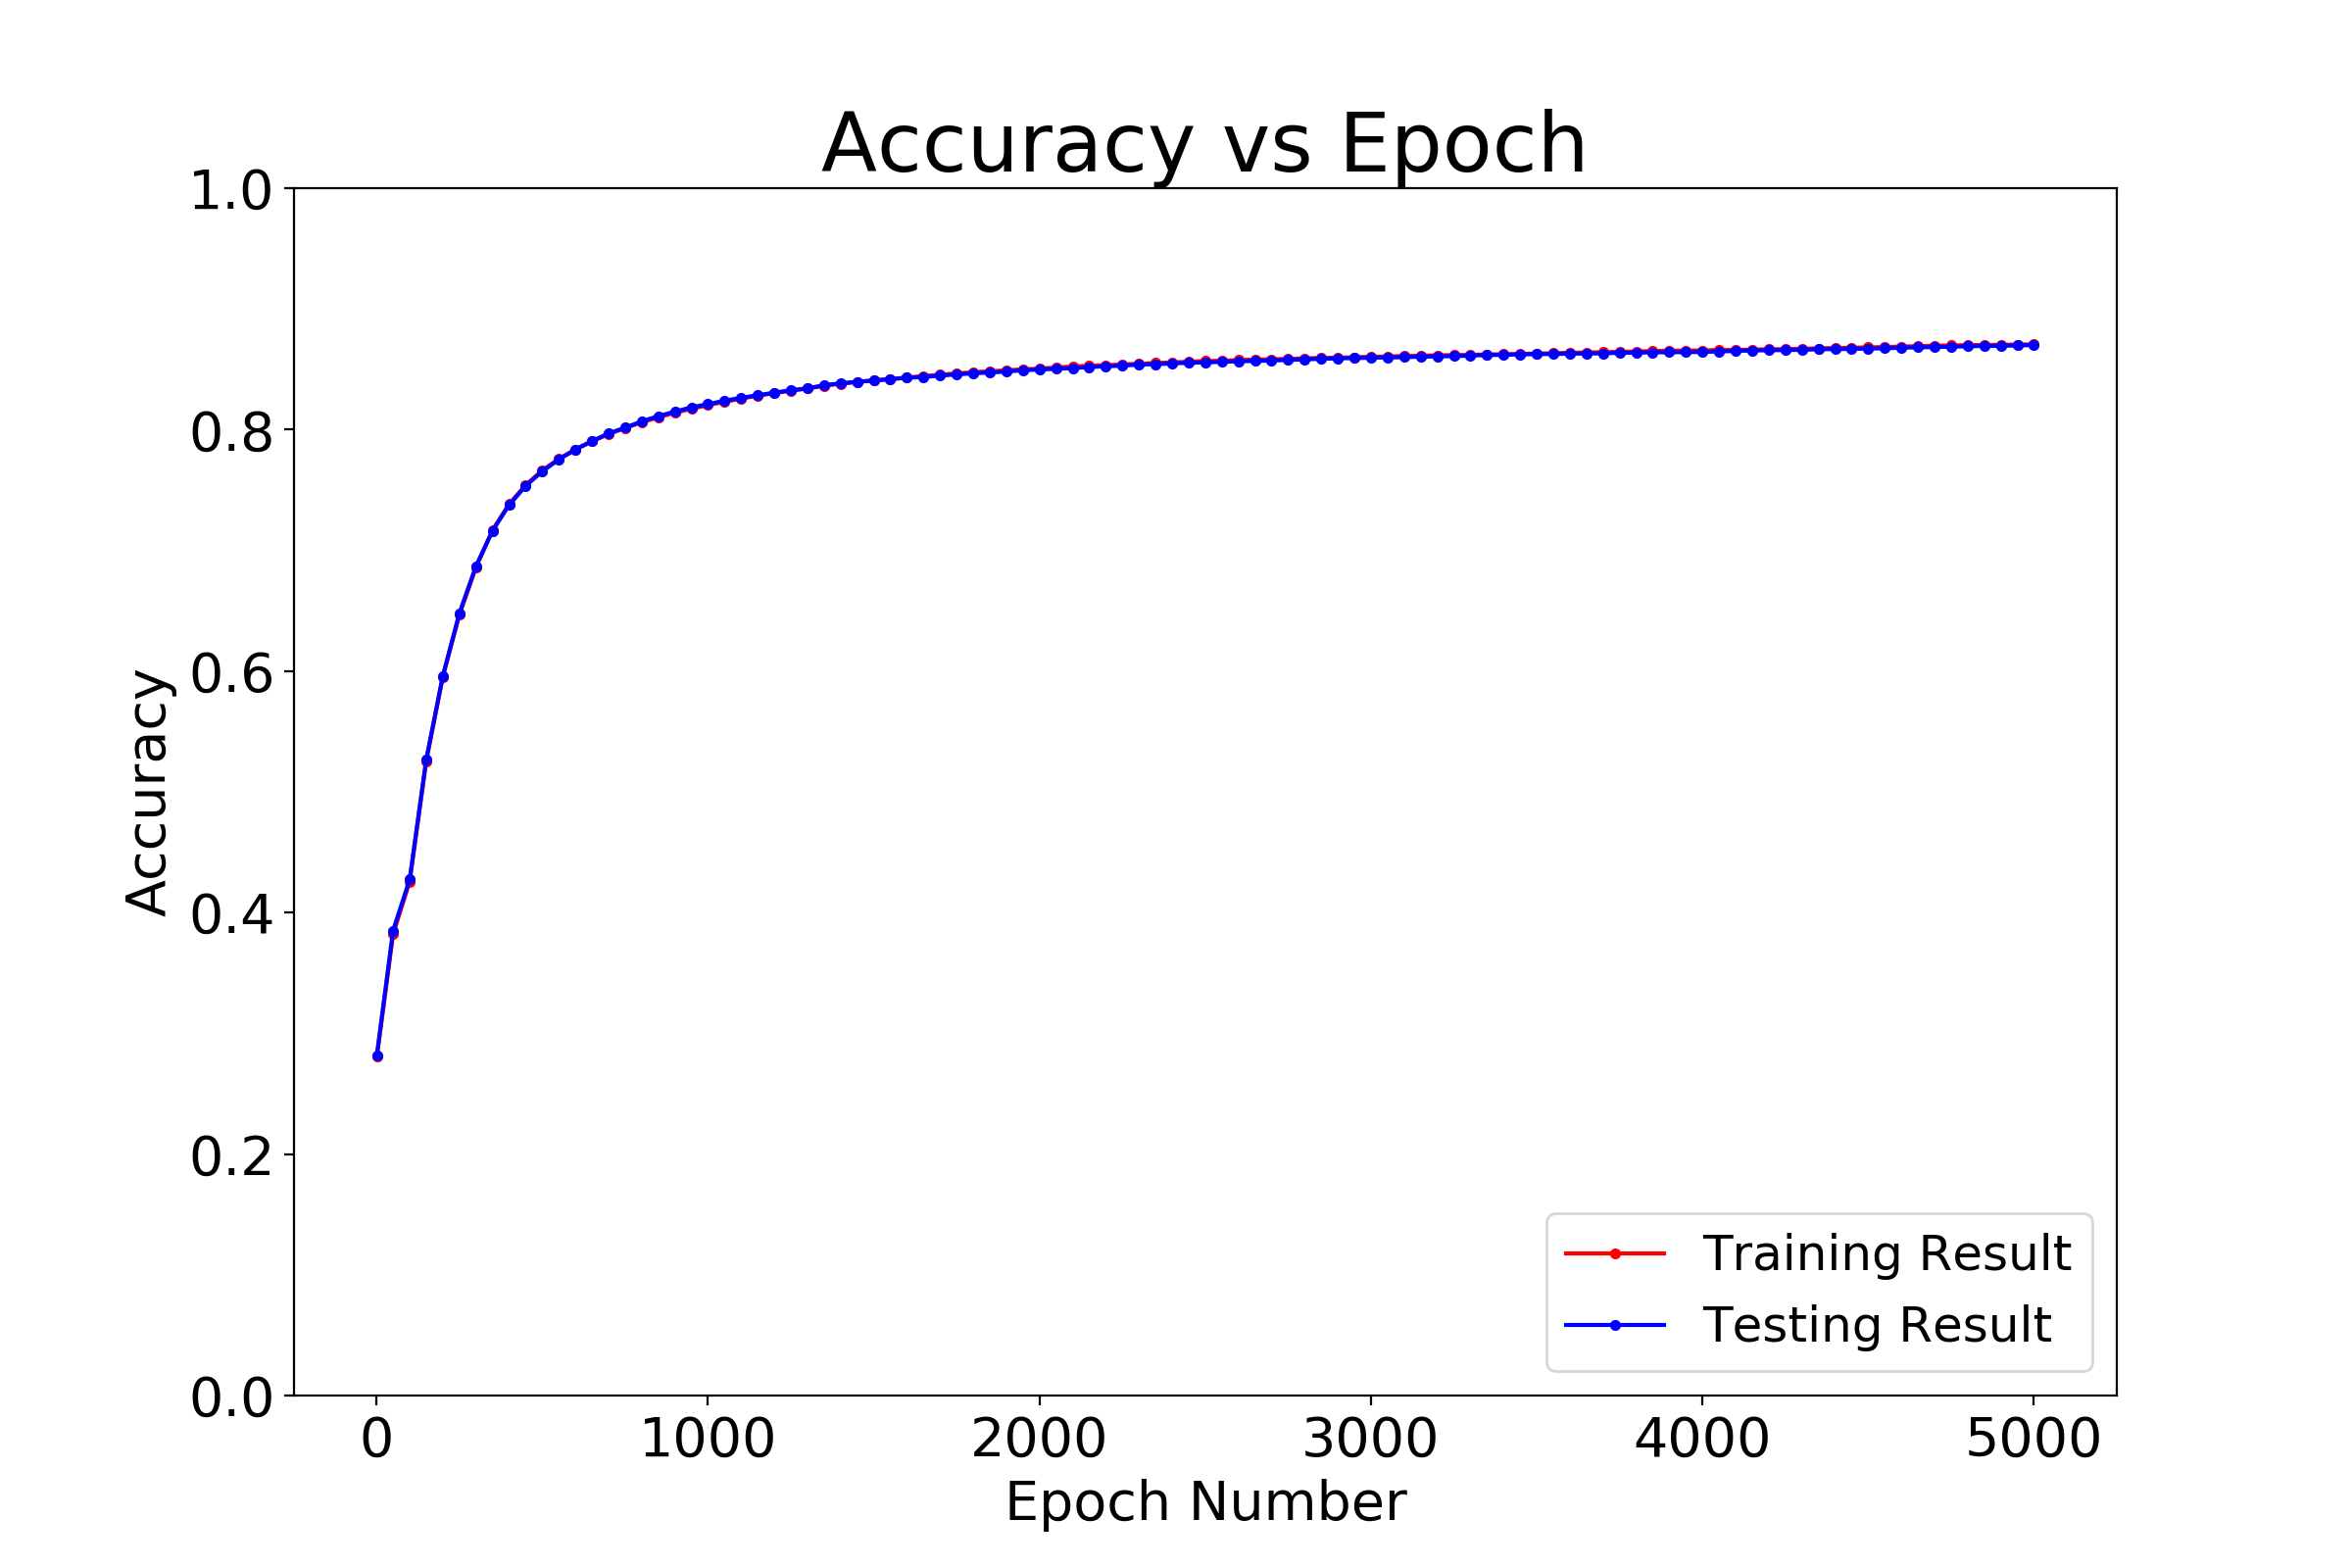 Accuracy vs Epoch
1.0
0.8
0.6
0.4
0.2
0.0
Accuracy
0 1000 2000 3000 4000 5000
Epoch Number
Training Result
Testing Result